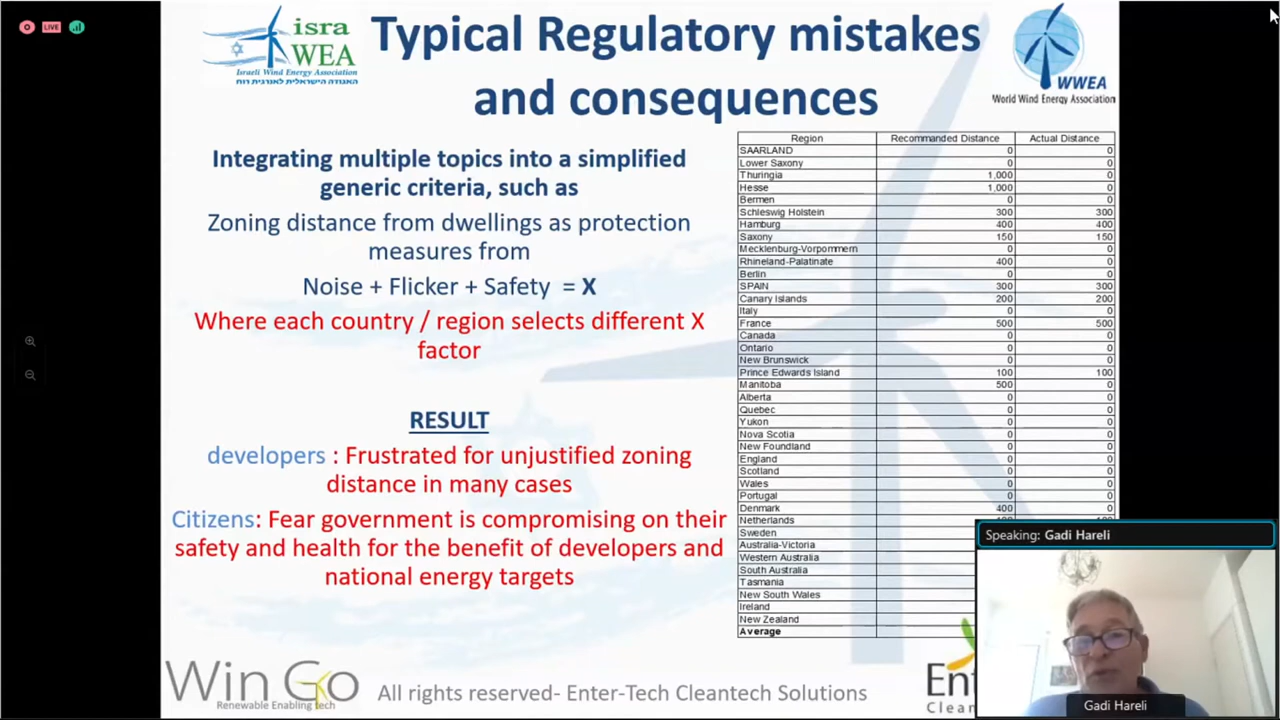 LIVE
isra
WEA
Israeli Wind Energy Association
האגודה הישראלית לאנרגית רוח
Typical Regulatory mistakes
and consequences
WWEA
World Wind Energy Association
Integrating multiple topics into a simplified
generic criteria, such as
Zoning distance from dwellings as protection
measures from
Noise + Flicker + Safety = X
Where each country / region selects different X
factor
RESULT
developers : Frustrated for unjustified zoning
distance in many cases
Citizens: Fear government is compromising on their
safety and health for the benefit of developers and
national energy targets
Region Recommanded Distance Actual Distance
SAARLAND 0 0
Lower Saxony 0 0
Thuringia 1,000 0
Hesse 1,000 0
Bermen 0 0
Schleswig Holstein 300 300
Hamburg 400 400
Saxony 150 150
Mecklenburg-Vorpommern 0 0
Rhineland-Palatinate 400 0
Berlin 0 0
SPAIN 300 300
Canary Islands 200 200
Italy 0 0
France 500 500
Canada 0 0
Ontario 0 0
New Brunswick 0 0
Prince Edwards Island 100 100
Manitoba 500 0
Alberta 0 0
Quebec 0 0
Yukon 0 0
Nova Scotia 0 0
New Foundland 0 0
England 0 0
Scotland 0 0
Wales 0 0
Portugal 0 0
Denmark 400 0
Netherlands
Sweden
Australia-Victoria
Western Australia
South Australia
Tasmania
New South Wales
Ireland
New Zealand
Average
Speaking: Gadi Hareli
Gadi Hareli
Win Go
Renewable Enabling tech
All rights reserved- Enter-Tech Cleantech Solutions